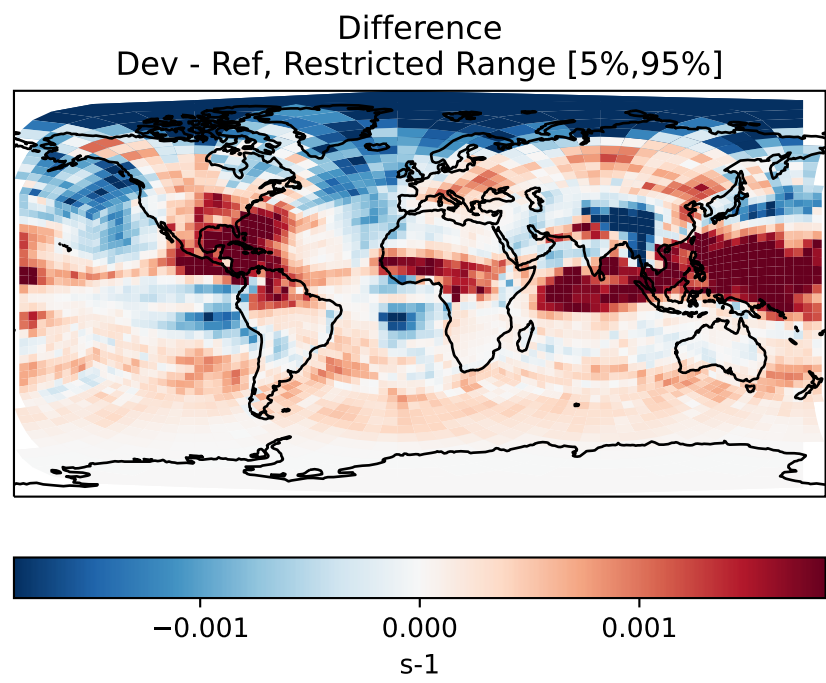 Difference
Dev - Ref, Restricted Range [5%,95%]
−0.001 0.000 0.001
s-1